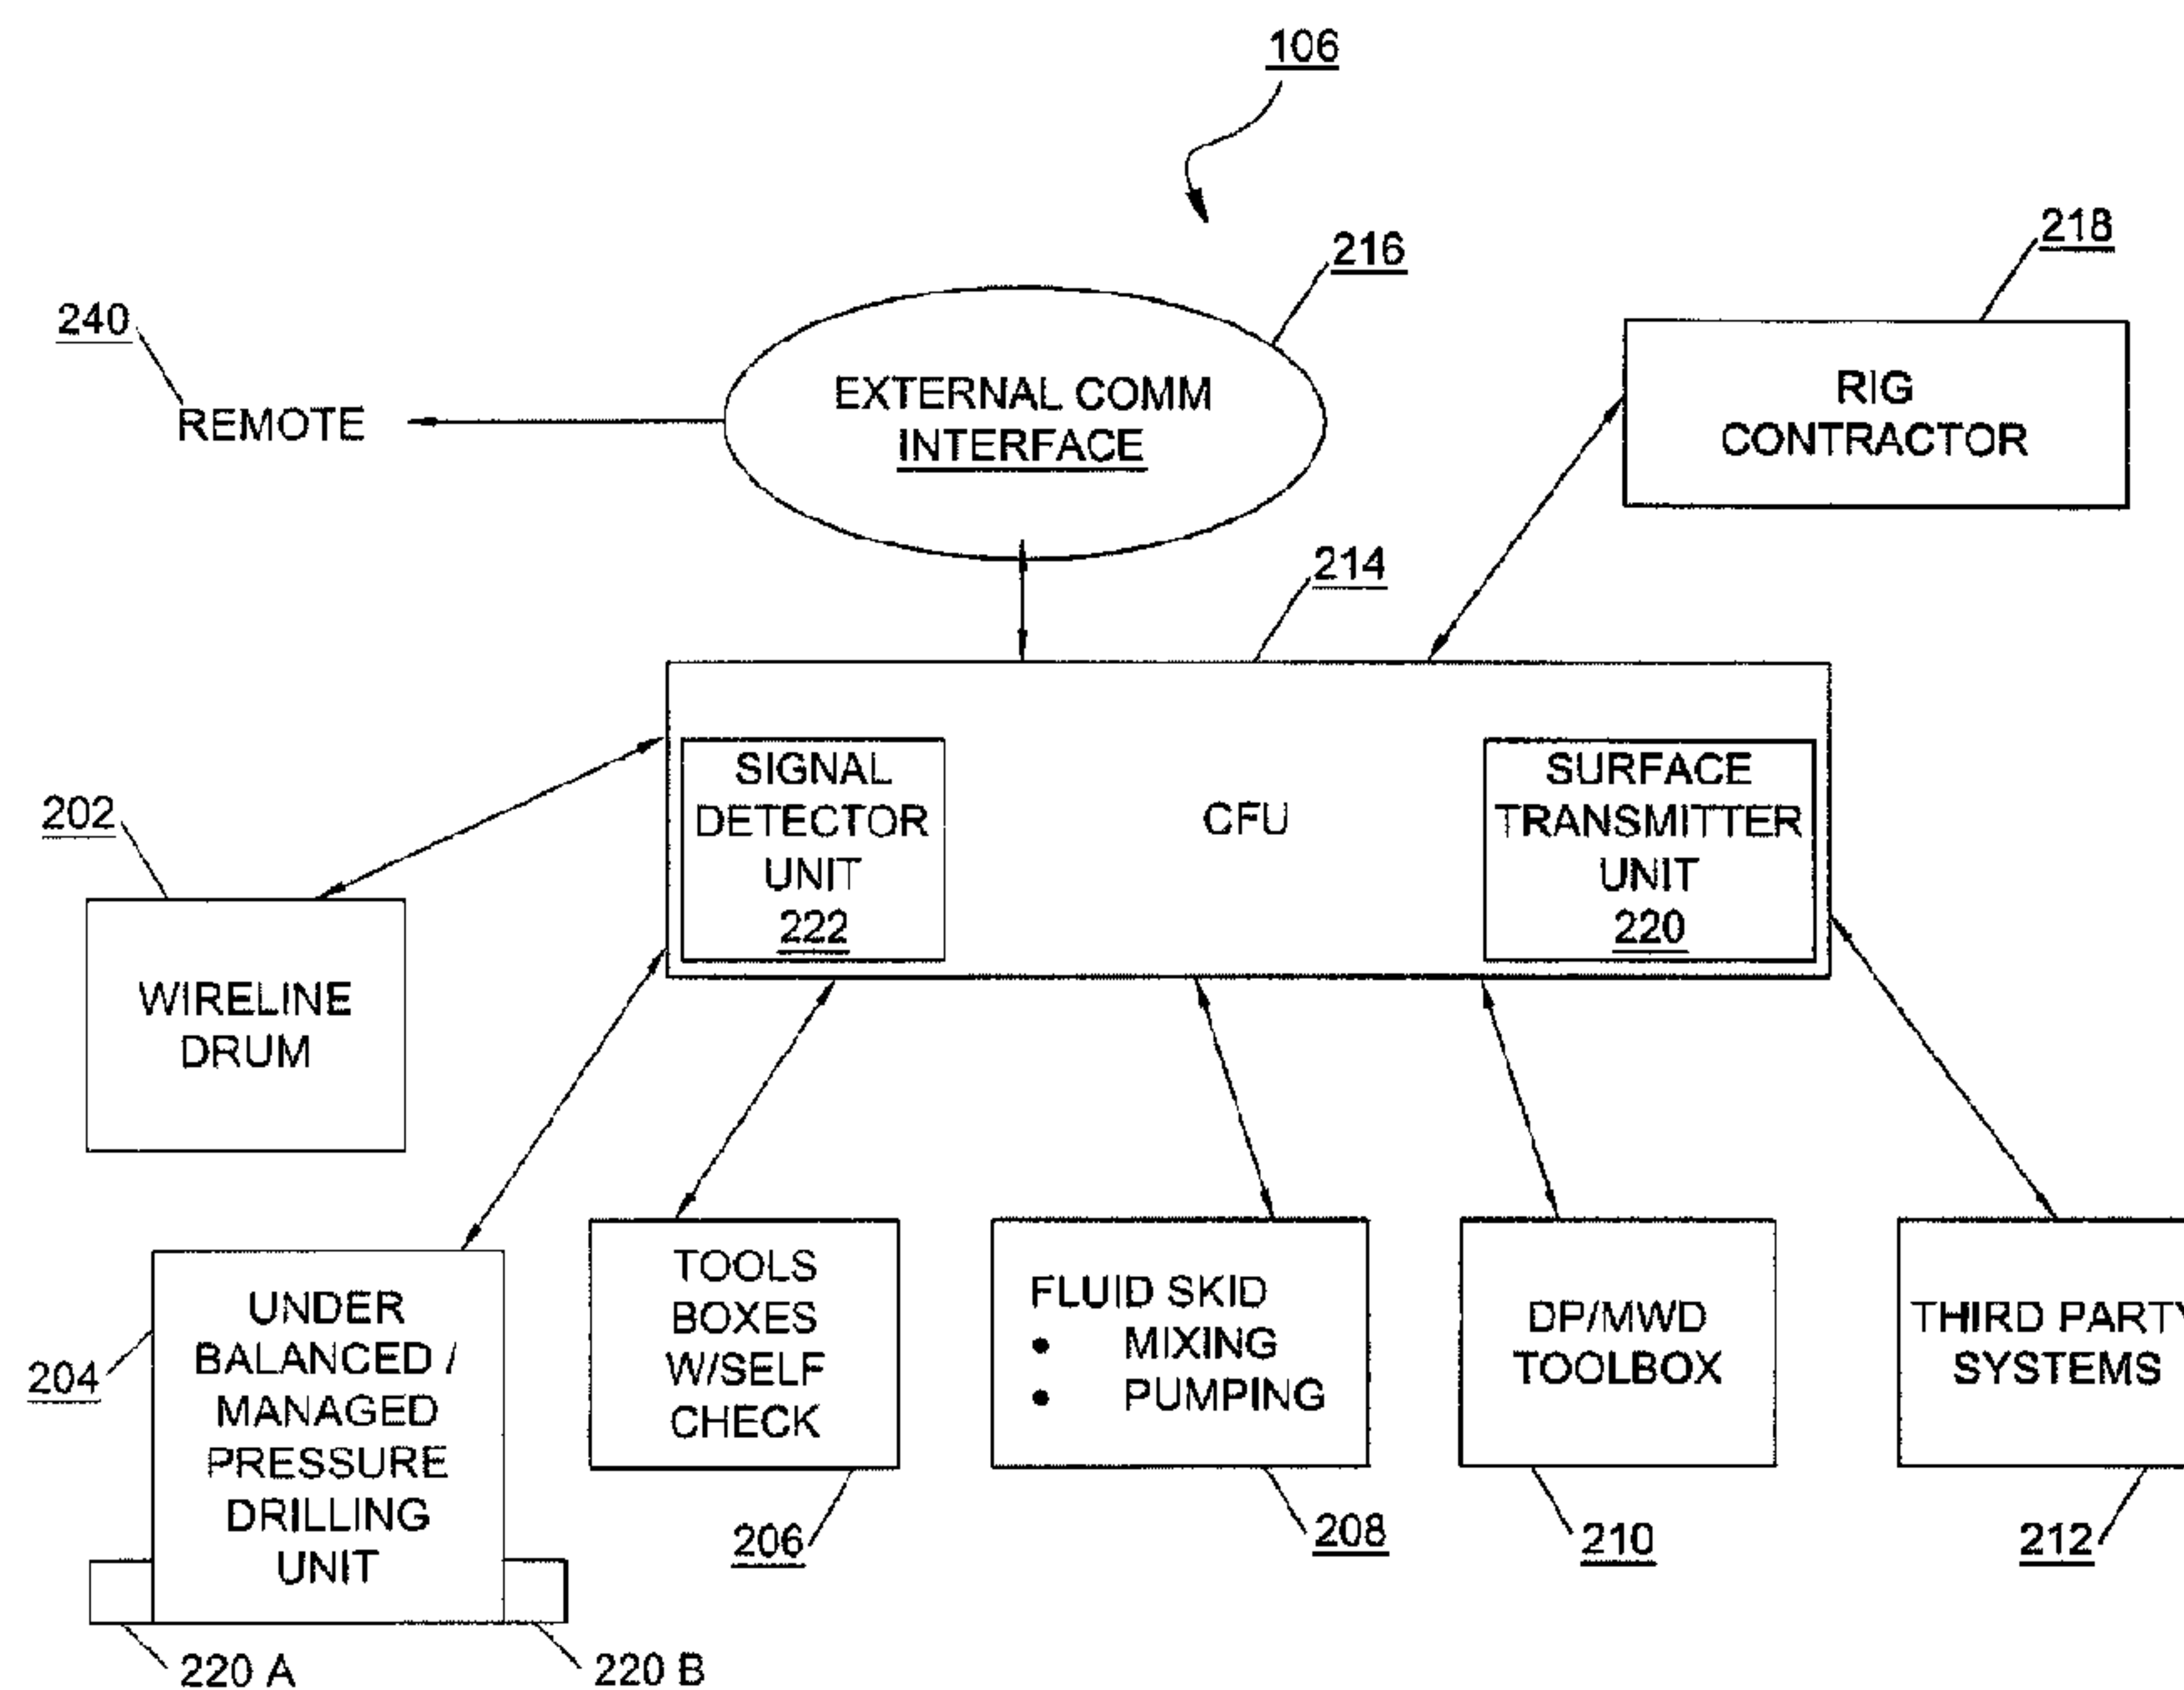 106
216
218
240
EXTERNAL COMM
INTERFACE
REMOTE
RIG
CONTRACTOR
214
SIGNAL
DETECTOR
UNIT
222
CFU
SURFACE
TRANSMITTER
UNIT
220
202
WIRELINE
DRUM
204
UNDER
BALANCED /
MANAGED
PRESSURE
DRILLING
UNIT
TOOLS
BOXES
W/SELF
CHECK
FLUID SKID
• MIXING
• PUMPING
DP/MWD
TOOLBOX
THIRD PARTY
SYSTEMS
206
208
210
212
220 A
220 B